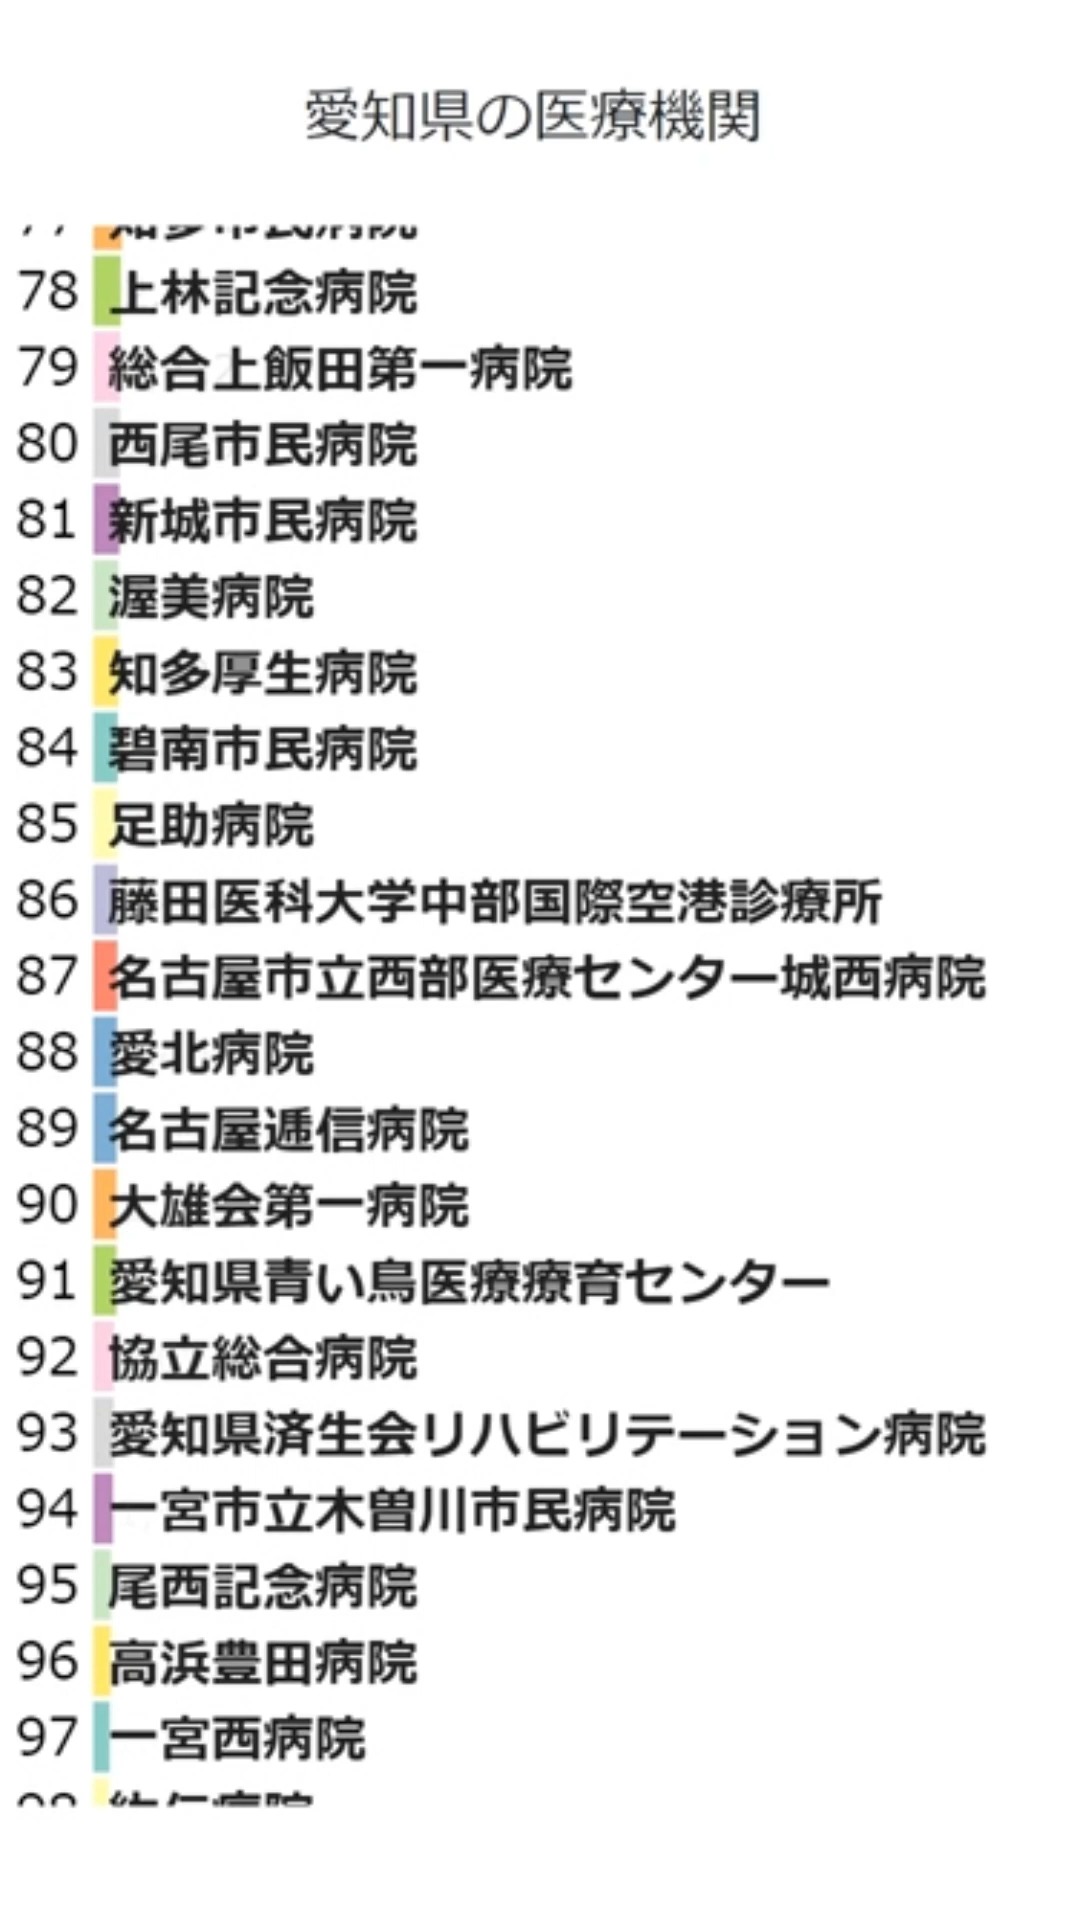 愛知県の医療機関
77 知多市民病院
78 上林記念病院
79 総合上飯田第一病院
80 西尾市民病院
81 新城市民病院
82 渥美病院
83 知多厚生病院
84 碧南市民病院
85 足助病院
86 藤田医科大学中部国際空港診療所
87 名古屋市立西部医療センター城西病院
88 愛北病院
89 名古屋逓信病院
90 大雄会第一病院
91 愛知県青い鳥医療療育センター
92 協立総合病院
93 愛知県済生会リハビリテーション病院
94 一宮市立木曽川市民病院
95 尾西記念病院
96 高浜豊田病院
97 一宮西病院
98